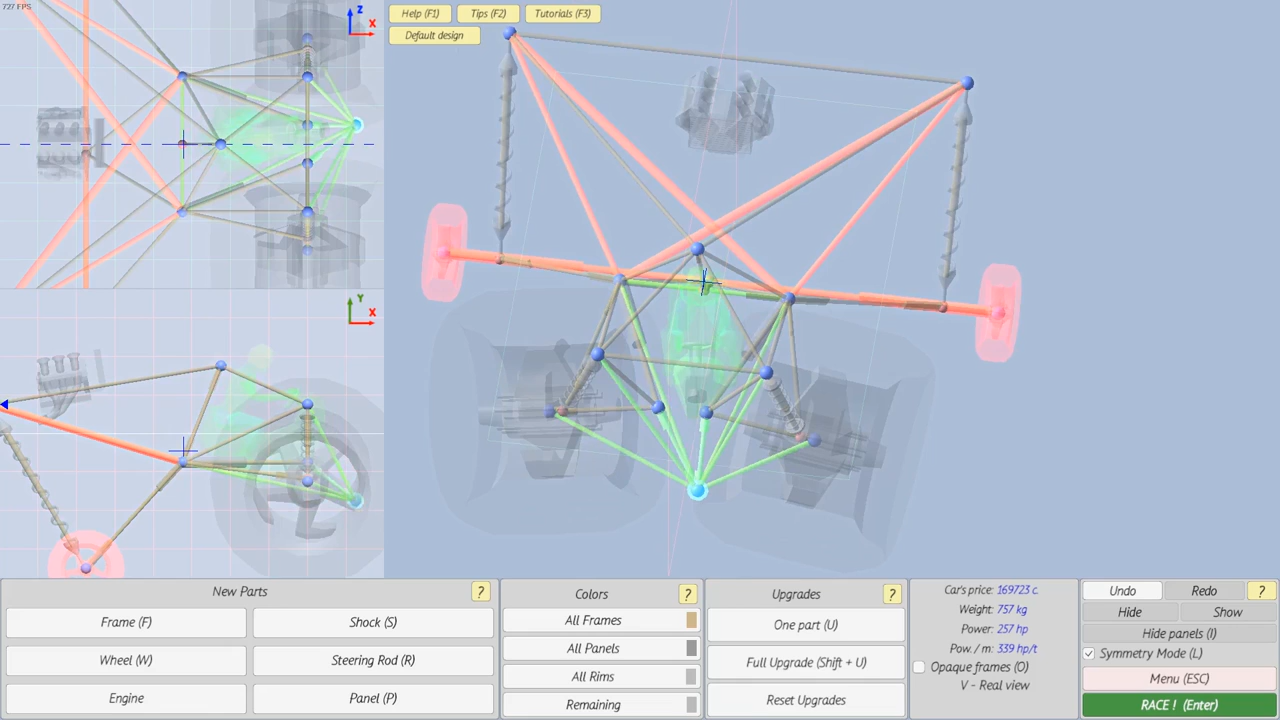 727 FPS
Z
X
Y
X
Help (F1)
Tips (F2)
Tutorials (F3)
Default design
New Parts
?
Frame (F)
Shock (S)
Wheel (W)
Steering Rod (R)
Engine
Panel (P)
Colors
?
All Frames
All Panels
All Rims
Remaining
Upgrades
?
One part (U)
Full Upgrade (Shift + U)
Reset Upgrades
Car's price: 169723 c.
Weight: 757 kg
Power: 257 hp
Pow. / m: 339 hp/t
Opaque frames (O)
V - Real view
Undo
Redo
?
Hide
Show
Hide panels (I)
Symmetry Mode (L)
Menu (ESC)
RACE ! (Enter)